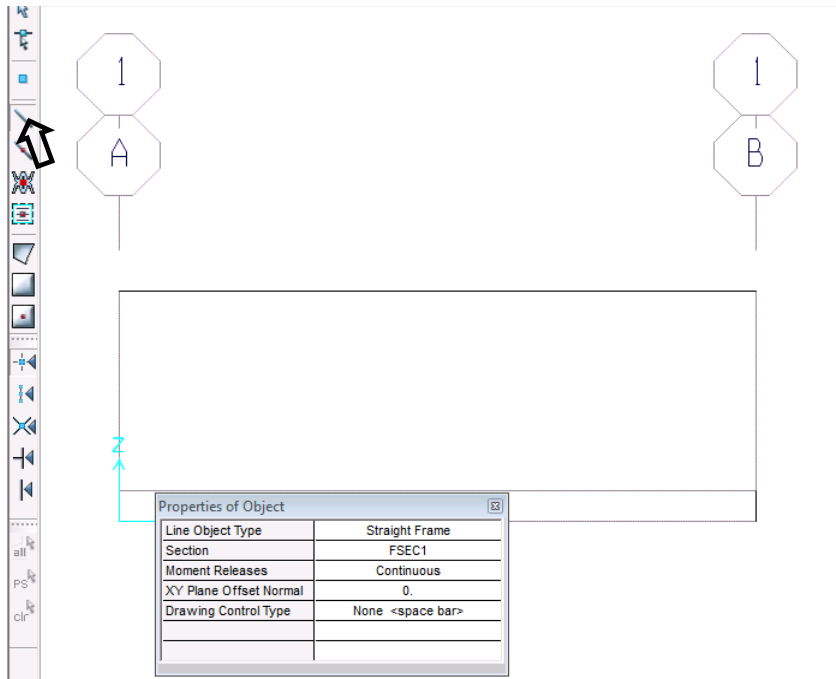 1
1
A
B
Z
Properties of Object
Line Object Type Straight Frame
Section FSEC1
Moment Releases Continuous
XY Plane Offset Normal 0.
Drawing Control Type None <space bar>
all
PS
clr